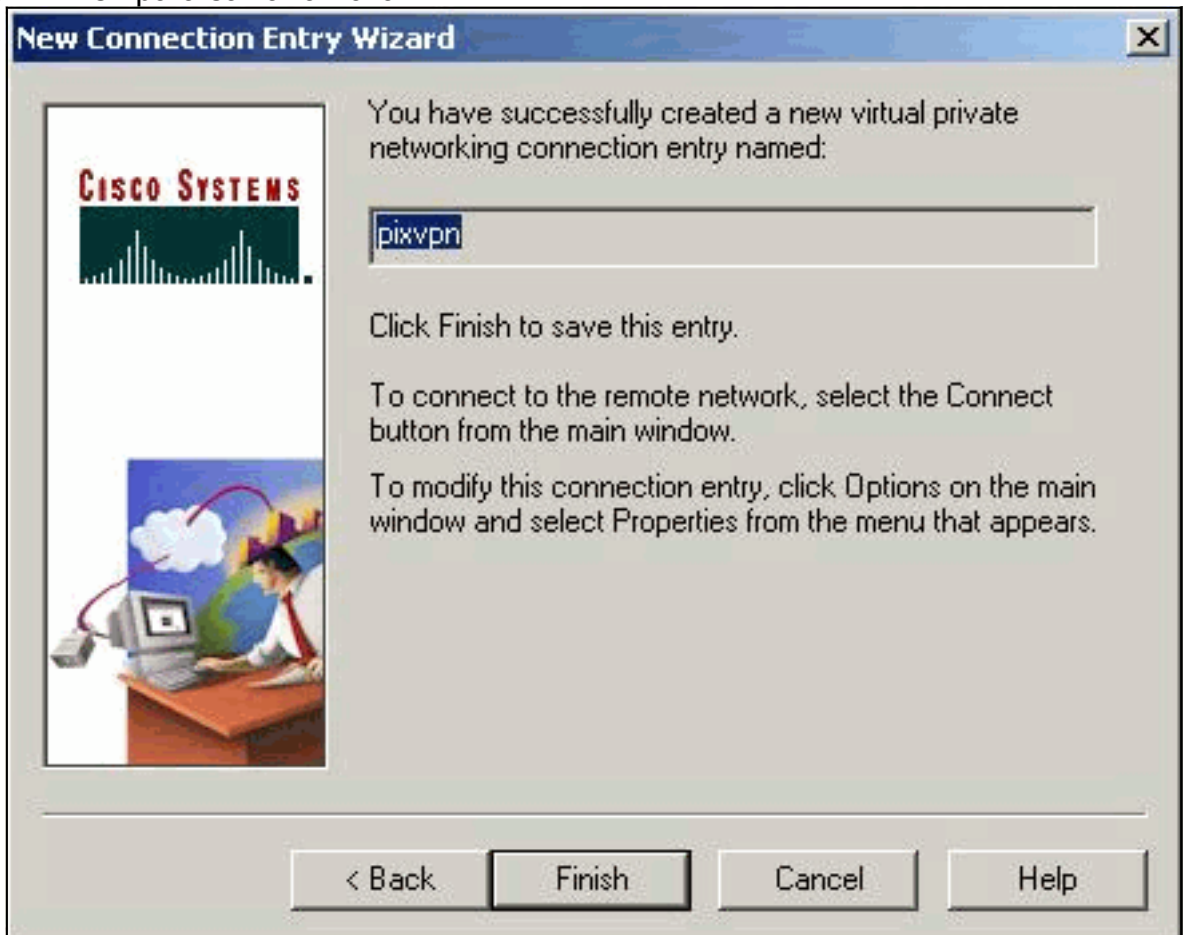 New Connection Entry Wizard
You have successfully created a new virtual private
networking connection entry named:
CISCO SYSTEMS
pixvpn
Click Finish to save this entry.
To connect to the remote network, select the Connect
button from the main window.
To modify this connection entry, click Options on the main
window and select Properties from the menu that appears.
< Back
Finish
Cancel
Help